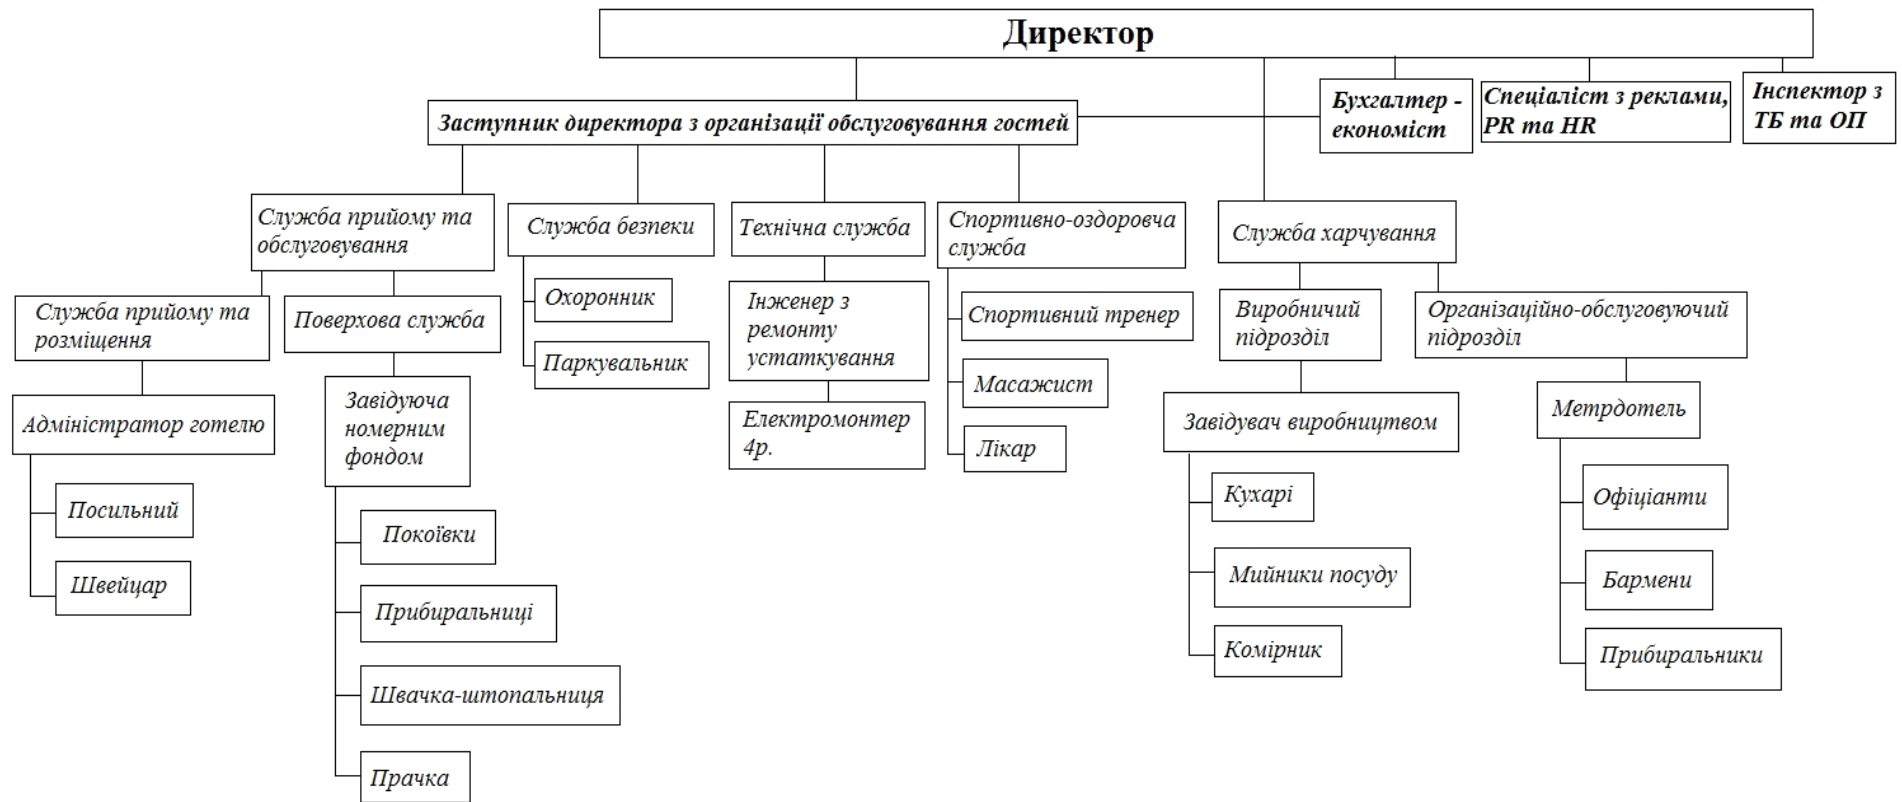 Директор
Заступник директора з організації обслуговування гостей
Бухгалтер -
економіст
Спеціаліст з реклами,
PR та HR
Інспектор з
ТБ та ОП
Служба прийому та
обслуговування
Служба безпеки
Технічна служба
Спортивно-оздоровча
служба
Служба харчування
Служба прийому та
розміщення
Поверхова служба
Охоронник
Паркувальник
Інженер з
ремонту
устаткування
Електромонтер
4р.
Спортивний тренер
Масажист
Лікар
Виробничий
підрозділ
Організаційно-обслуговуючий
підрозділ
Адміністратор готелю
Посильний
Швейцар
Завідуюча
номерним
фондом
Покоївки
Прибиральниці
Швачка-штопальниця
Прачка
Завідувач виробництвом
Кухарі
Мийники посуду
Комірник
Метрдотель
Офіціанти
Бармени
Прибиральники